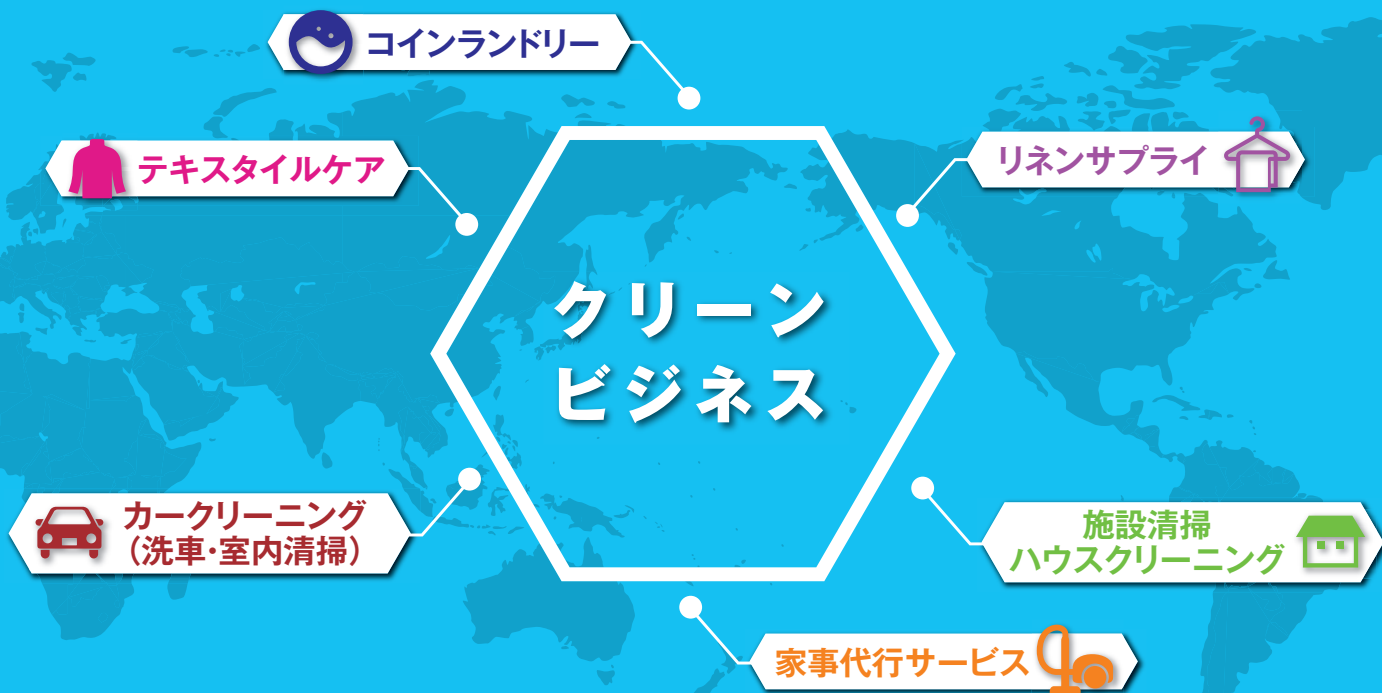 コインランドリー
テキスタイルケア
リネンサプライ
クリーン
ビジネス
カークリーニング
（洗車・室内清掃）
施設清掃
ハウスクリーニング
家事代行サービス